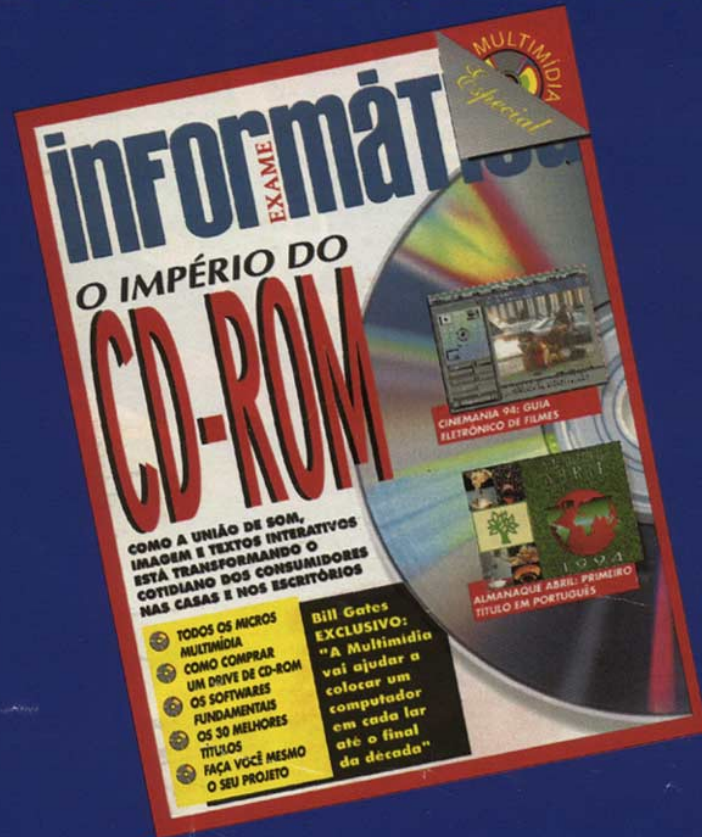 MULTIMÍDIA
Especial
EXAME
O IMPÉRIO DO
CD-ROM
CINEMANIA 94: GUIA
ELETRÔNICO DE FILMES
ABRIL
1994
ALMANAQUE ABRIL: PRIMEIRO
TÍTULO EM PORTUGUÊS
COMO A UNIÃO DE SOM,
IMAGEM E TEXTOS INTERATIVOS
ESTÁ TRANSFORMANDO O
COTIDIANO DOS CONSUMIDORES
NAS CASAS E NOS ESCRITÓRIOS
TODOS OS MICROS
MULTIMÍDIA
COMO COMPRAR
UM DRIVE DE CD-ROM
OS SOFTWARES
FUNDAMENTAIS
OS 30 MELHORES
TÍTULOS
FAÇA VOCÊ MESMO
O SEU PROJETO
Bill Gates
EXCLUSIVO:
"A Multimídia
vai ajudar a
colocar um
computador
em cada lar
até o final
da década"